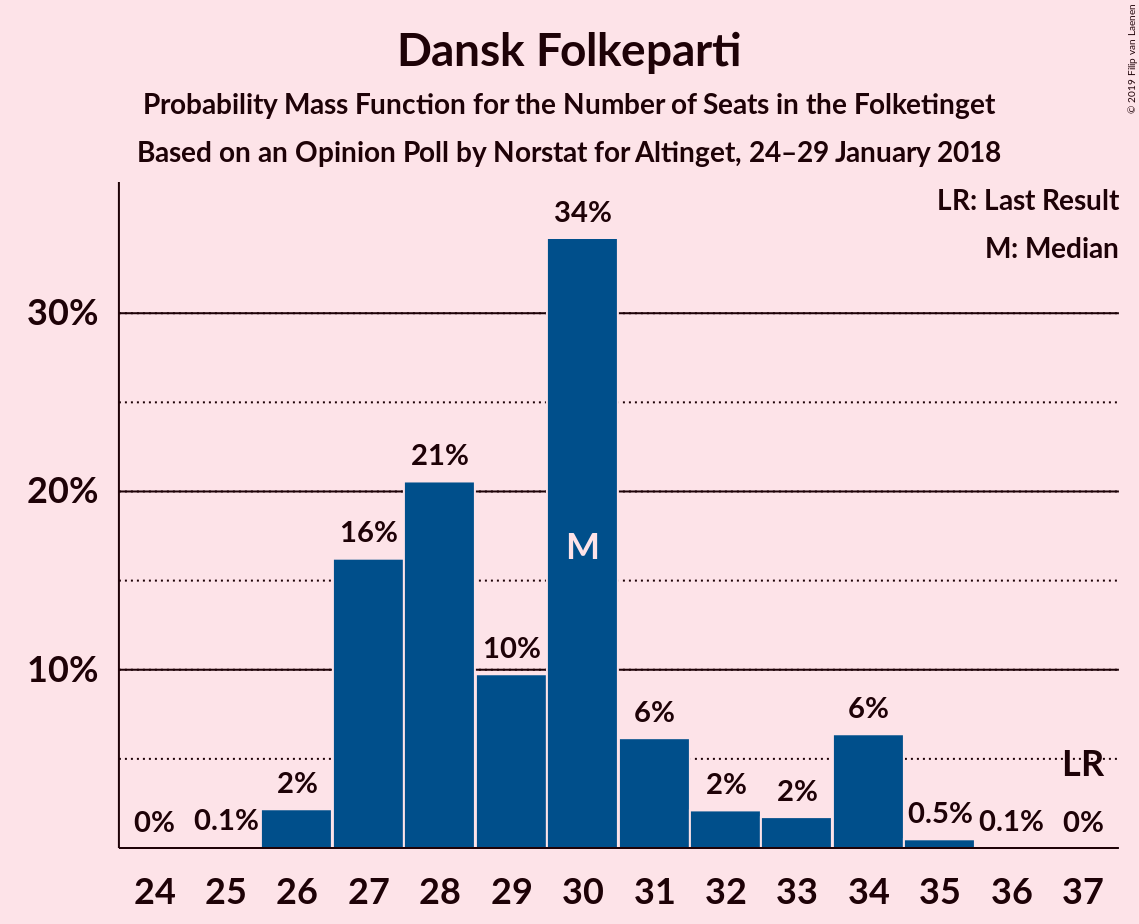 Dansk Folkeparti
Probability Mass Function for the Number of Seats in the Folketinget
Based on an Opinion Poll by Norstat for Altinget, 24–29 January 2018
© 2019 Filip van Laenen
LR: Last Result
M: Median
34%
30%
21%
20%
16%
M
10%
10%
6%
6%
2%
2%
2%
LR
0%
0.1%
0.5%
0.1%
0%
24 25 26 27 28 29 30 31 32 33 34 35 36 37